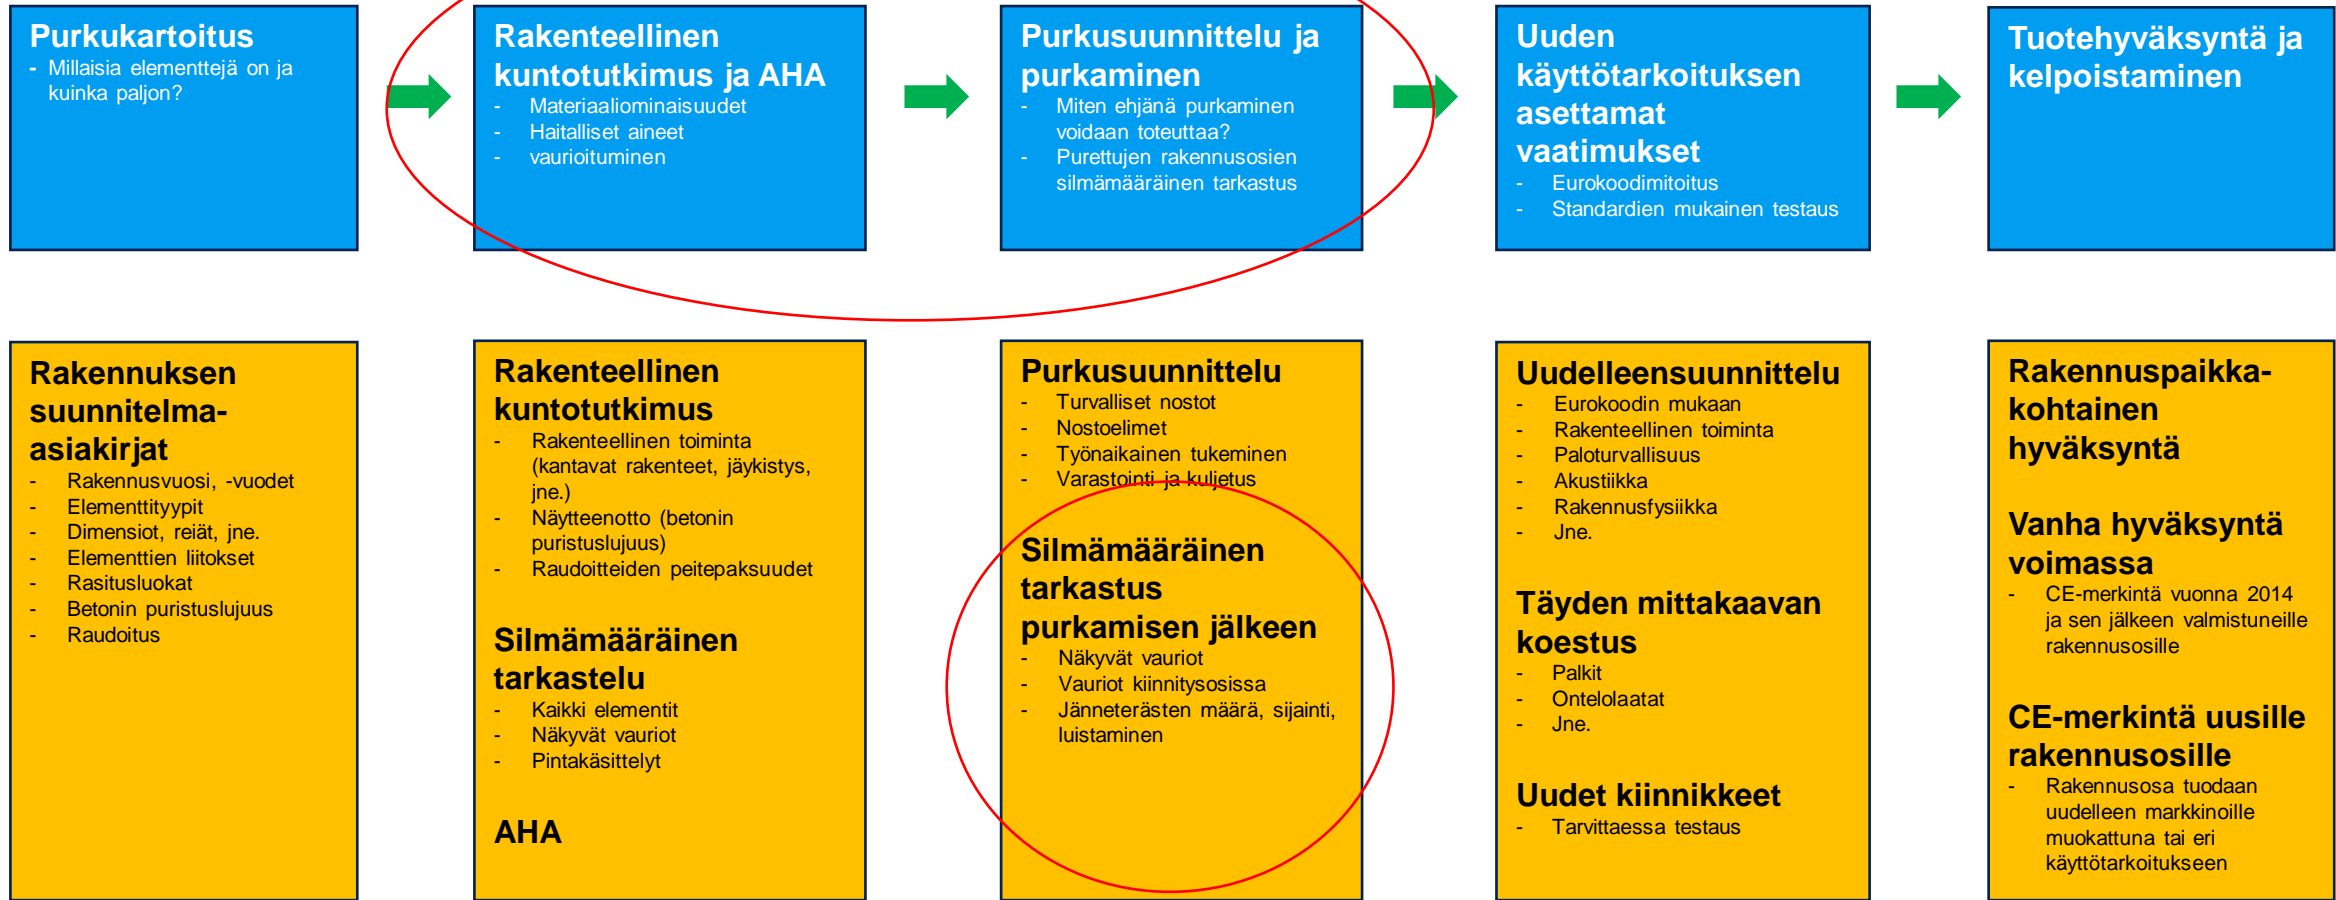 Purkukartoitus
- Millaisia elementtejä on ja
kuinka paljon?
Rakenteellinen
kuntotutkimus ja AHA
- Materiaaliominaisuudet
- Haitalliset aineet
- vaurioituminen
Purkusuunnittelu ja
purkaminen
- Miten ehjänä purkaminen
voidaan toteuttaa?
- Purettujen rakennusosien
silmämääräinen tarkastus
Uuden
käyttötarkoituksen
asettamat
vaatimukset
- Eurokoodimitoitus
- Standardien mukainen testaus
Tuotehyväksyntä ja
kelpoistaminen
Rakennuksen
suunnitelma-
asiakirjat
- Rakennusvuosi, -vuodet
- Elementtityypit
- Dimensiot, reiät, jne.
- Elementtien liitokset
- Rasitusluokat
- Betonin puristuslujuus
- Raudoitus
Rakenteellinen
kuntotutkimus
- Rakenteellinen toiminta
(kantavat rakenteet, jäykistys,
jne.)
- Näytteenotto (betonin
puristuslujuus)
- Raudoitteiden peitepaksuudet
Silmämääräinen
tarkastelu
- Kaikki elementit
- Näkyvät vauriot
- Pintakäsittelyt
AHA
Purkusuunnittelu
- Turvalliset nostot
- Nostoelimet
- Työnaikainen tukeminen
- Varastointi ja kuljetus
Silmämääräinen
tarkastus
purkamisen jälkeen
- Näkyvät vauriot
- Vauriot kiinnitysosissa
- Jänneterästen määrä, sijainti,
luistaminen
Uudelleensuunnittelu
- Eurokoodin mukaan
- Rakenteellinen toiminta
- Paloturvallisuus
- Akustiikka
- Rakennusfysiikka
- Jne.
Täyden mittakaavan
koestus
- Palkit
- Ontelolaatat
- Jne.
Uudet kiinnikkeet
- Tarvittaessa testaus
Rakennuspaikka-
kohtainen
hyväksyntä
Vanha hyväksyntä
voimassa
- CE-merkintä vuonna 2014
ja sen jälkeen valmistuneille
rakennusosille
CE-merkintä uusille
rakennusosille
- Rakennusosa tuodaan
uudelleen markkinoille
muokattuna tai eri
käyttötarkoitukseen